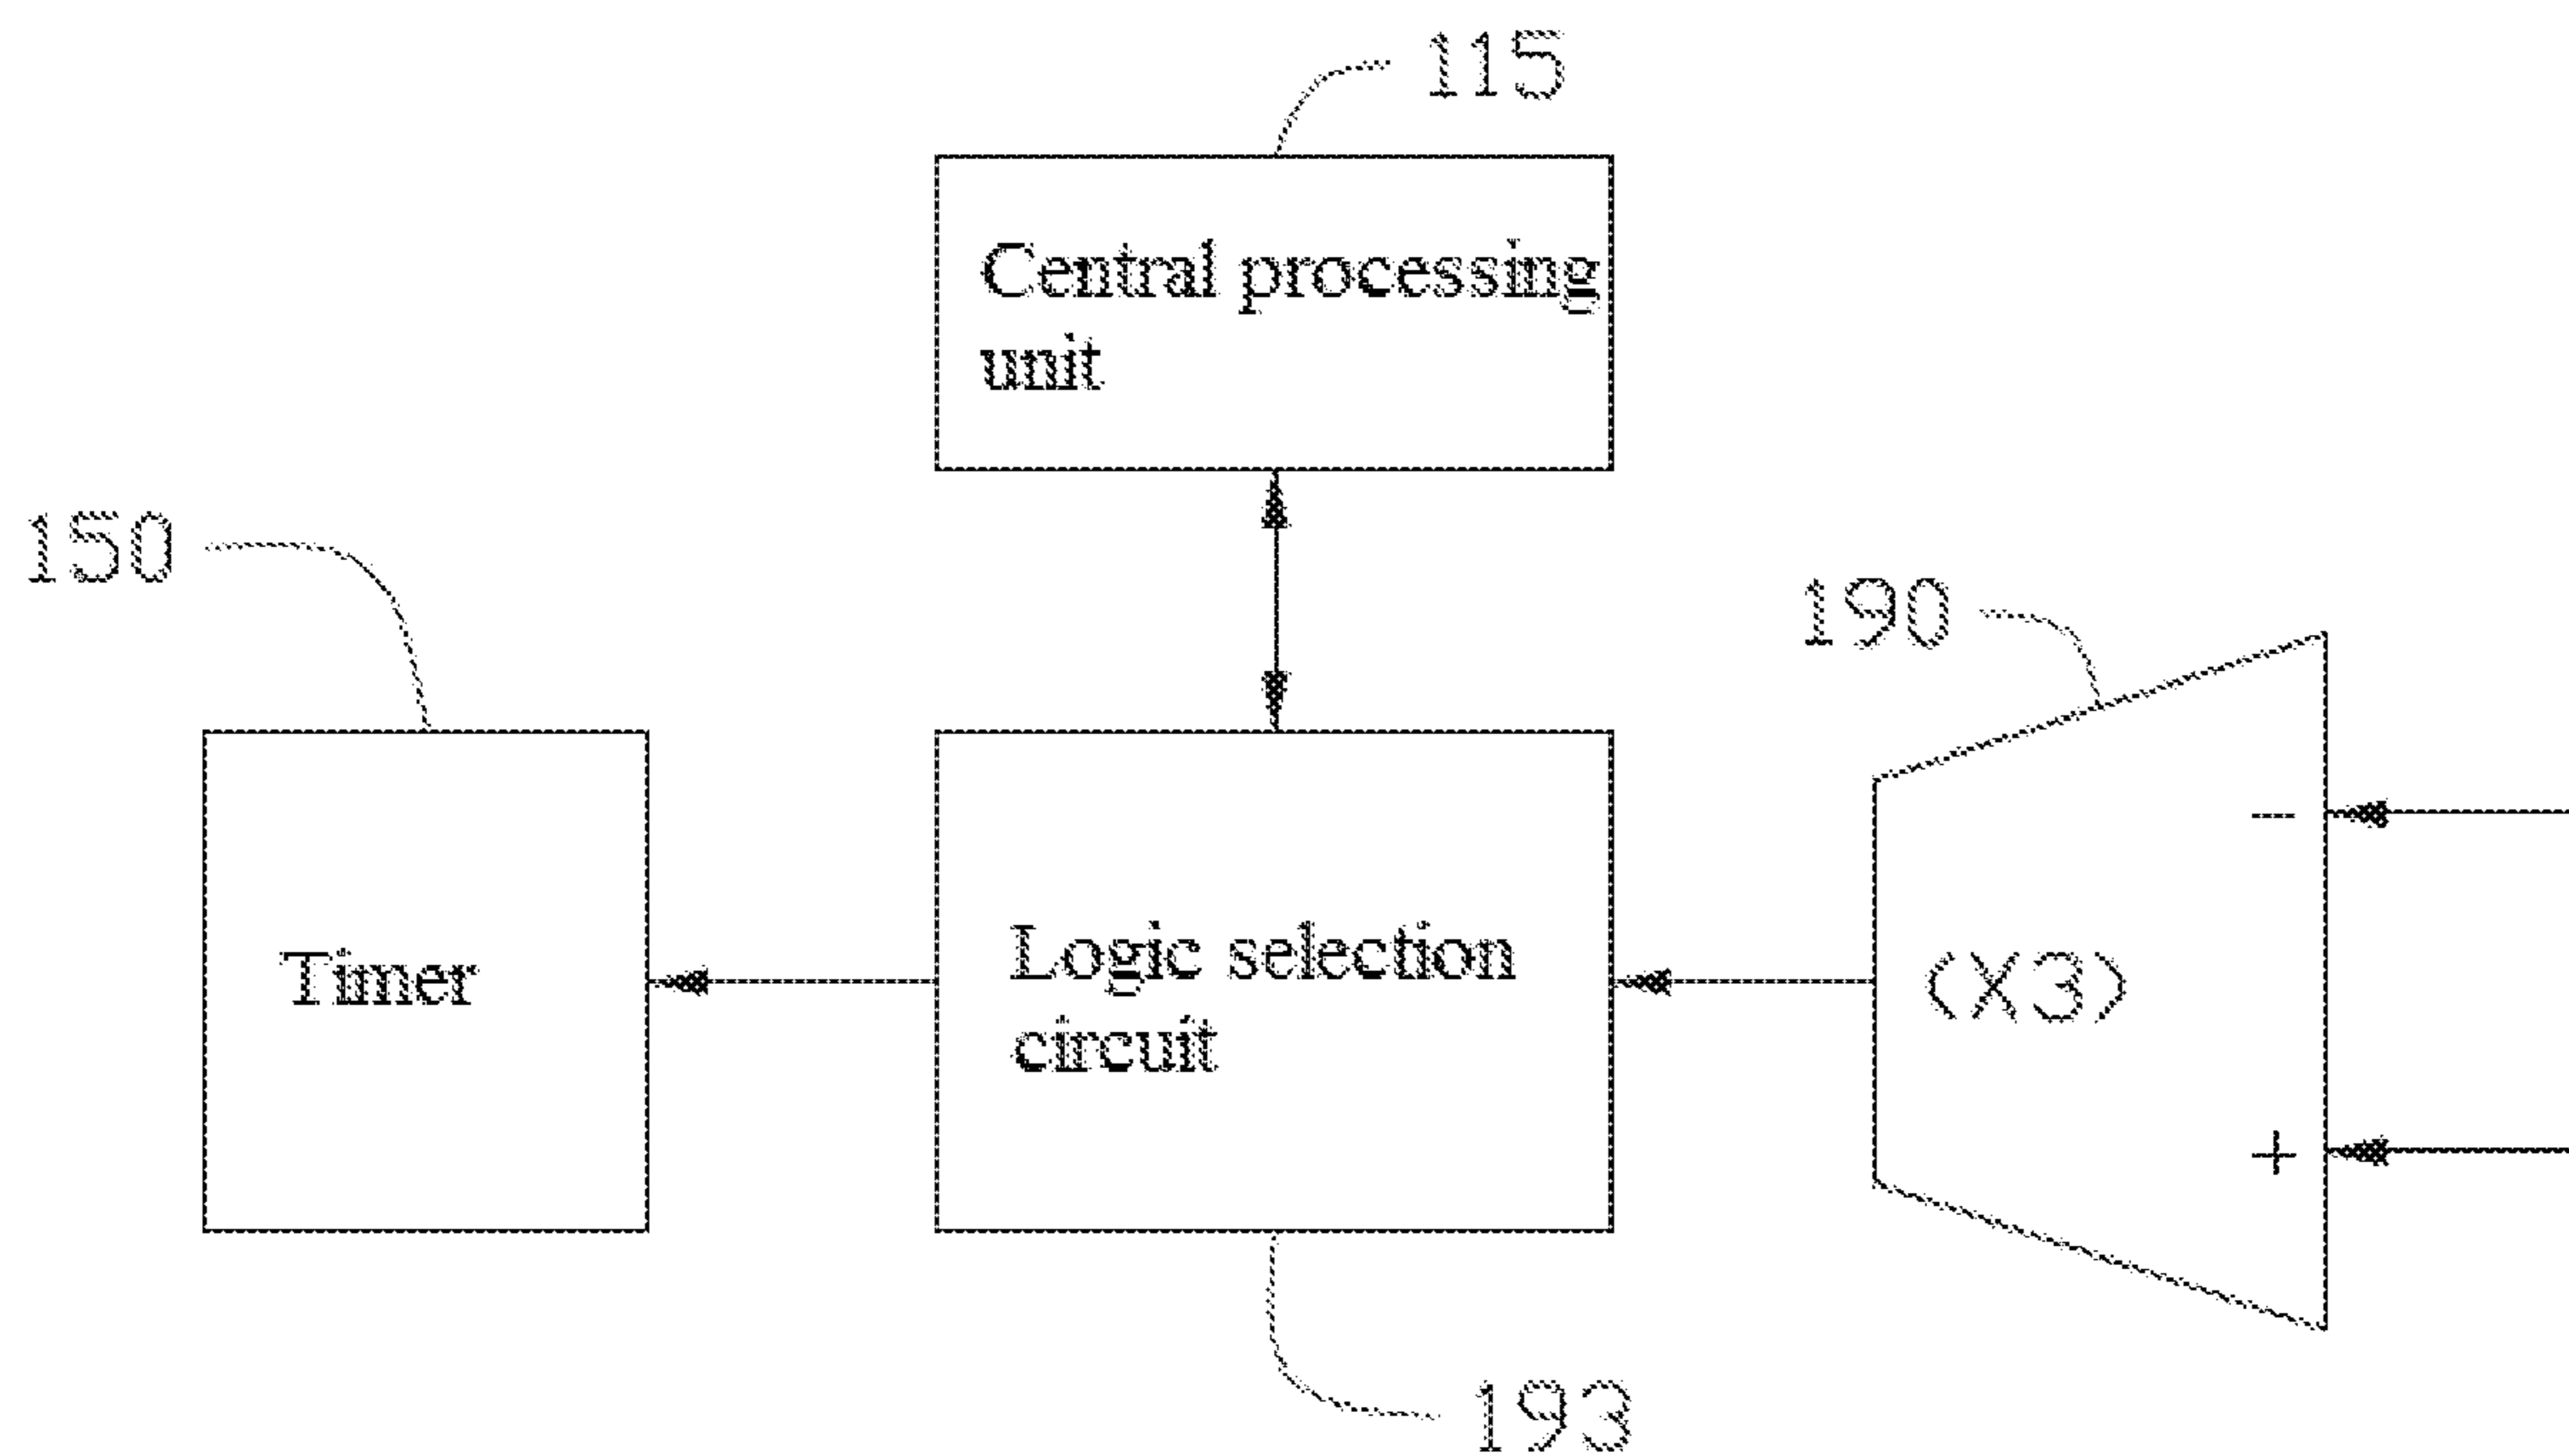 115
Central processing
unit
150
190
−
Timer
Logic selection
circuit
(X3)
+
193